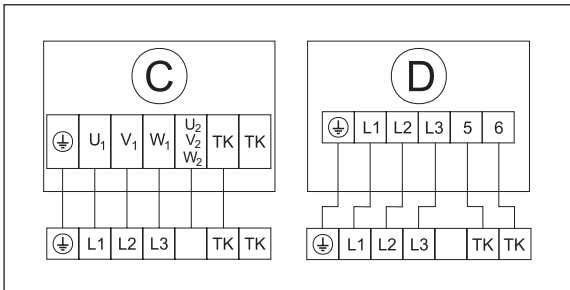 C
U1 V1 W1 U2 V2 W2 TK TK
L1 L2 L3 TK TK
D
L1 L2 L3 5 6
L1 L2 L3 TK TK